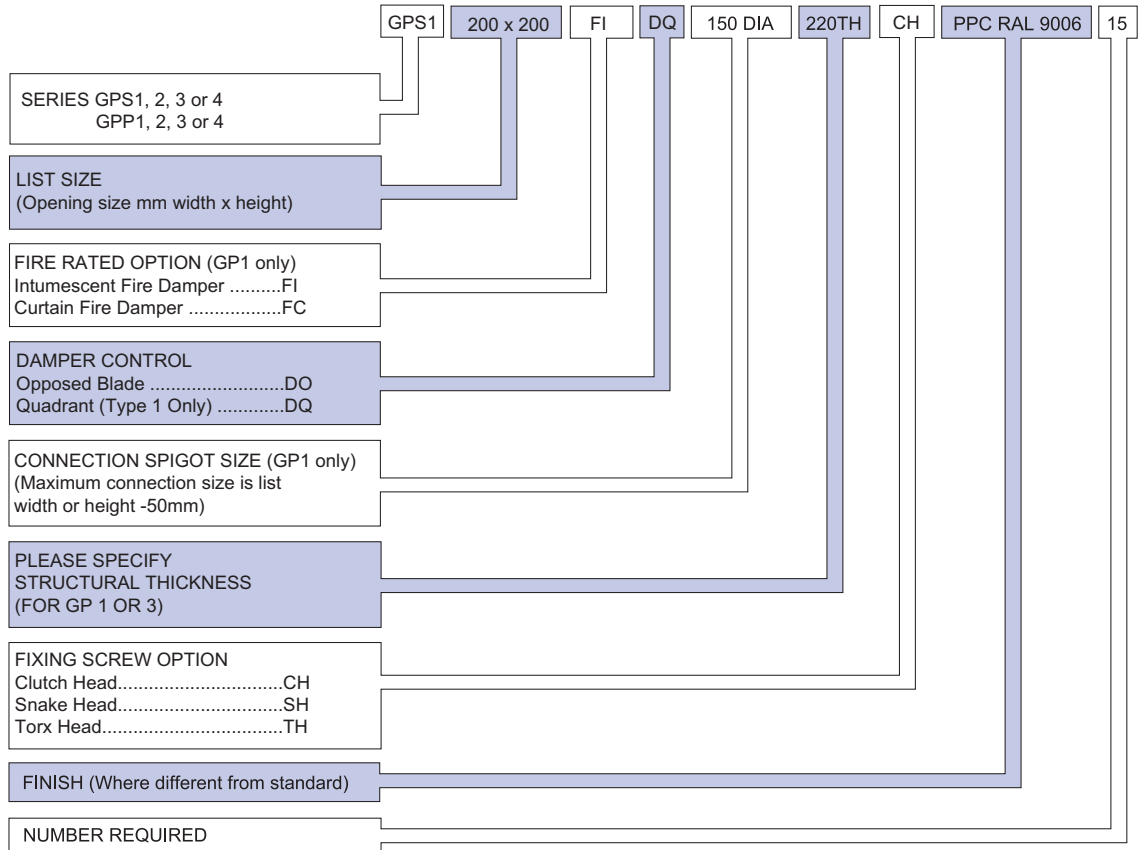 GPS1 200 x 200 FI DQ 150 DIA 220TH CH PPC RAL 9006 15
SERIES GPS1, 2, 3 or 4
GPP1, 2, 3 or 4
LIST SIZE
(Opening size mm width x height)
FIRE RATED OPTION (GP1 only)
Intumescent Fire Damper ..........FI
Curtain Fire Damper ..................FC
DAMPER CONTROL
Opposed Blade ..........................DO
Quadrant (Type 1 Only) .............DQ
CONNECTION SPIGOT SIZE (GP1 only)
(Maximum connection size is list
width or height -50mm)
PLEASE SPECIFY
STRUCTURAL THICKNESS
(FOR GP 1 OR 3)
FIXING SCREW OPTION
Clutch Head................................CH
Snake Head................................SH
Torx Head...................................TH
FINISH (Where different from standard)
NUMBER REQUIRED